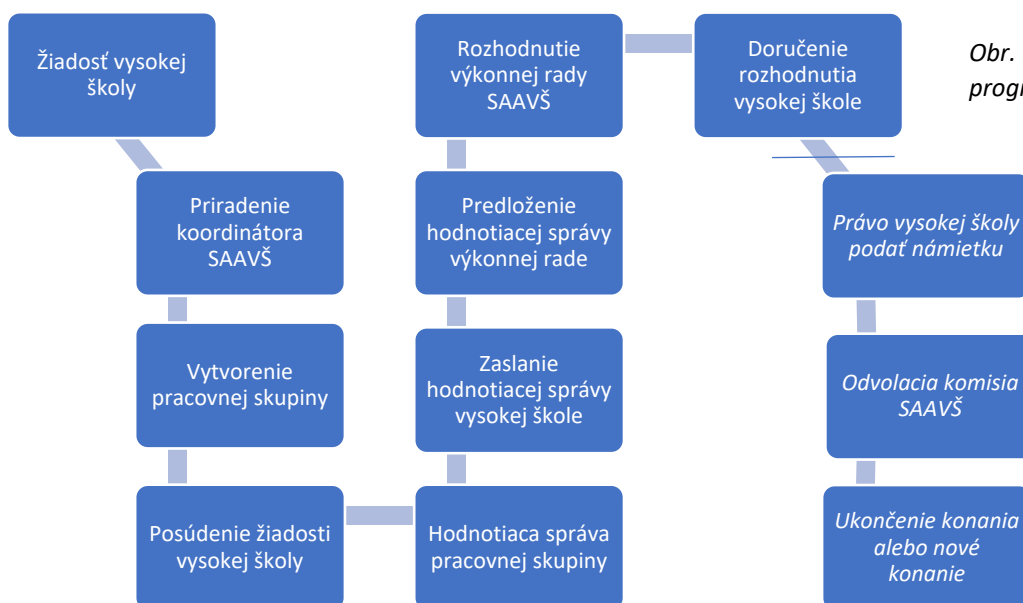 Žiadosť vysokej
školy
Priradenie
koordinátora
SAAVŠ
Vytvorenie
pracovnej skupiny
Posúdenie žiadosti
vysokej školy
Hodnotiaca správa
pracovnej skupiny
Zaslanie
hodnotiacej správy
vysokej škole
Predloženie
hodnotiacej správy
výkonnej rade
Rozhodnutie
výkonnej rady
SAAVŠ
Doručenie
rozhodnutia
vysokej škole
Právo vysokej školy
podať námietku
Odvolacia komisia
SAAVŠ
Ukončenie konania
alebo nové
konanie
Obr.